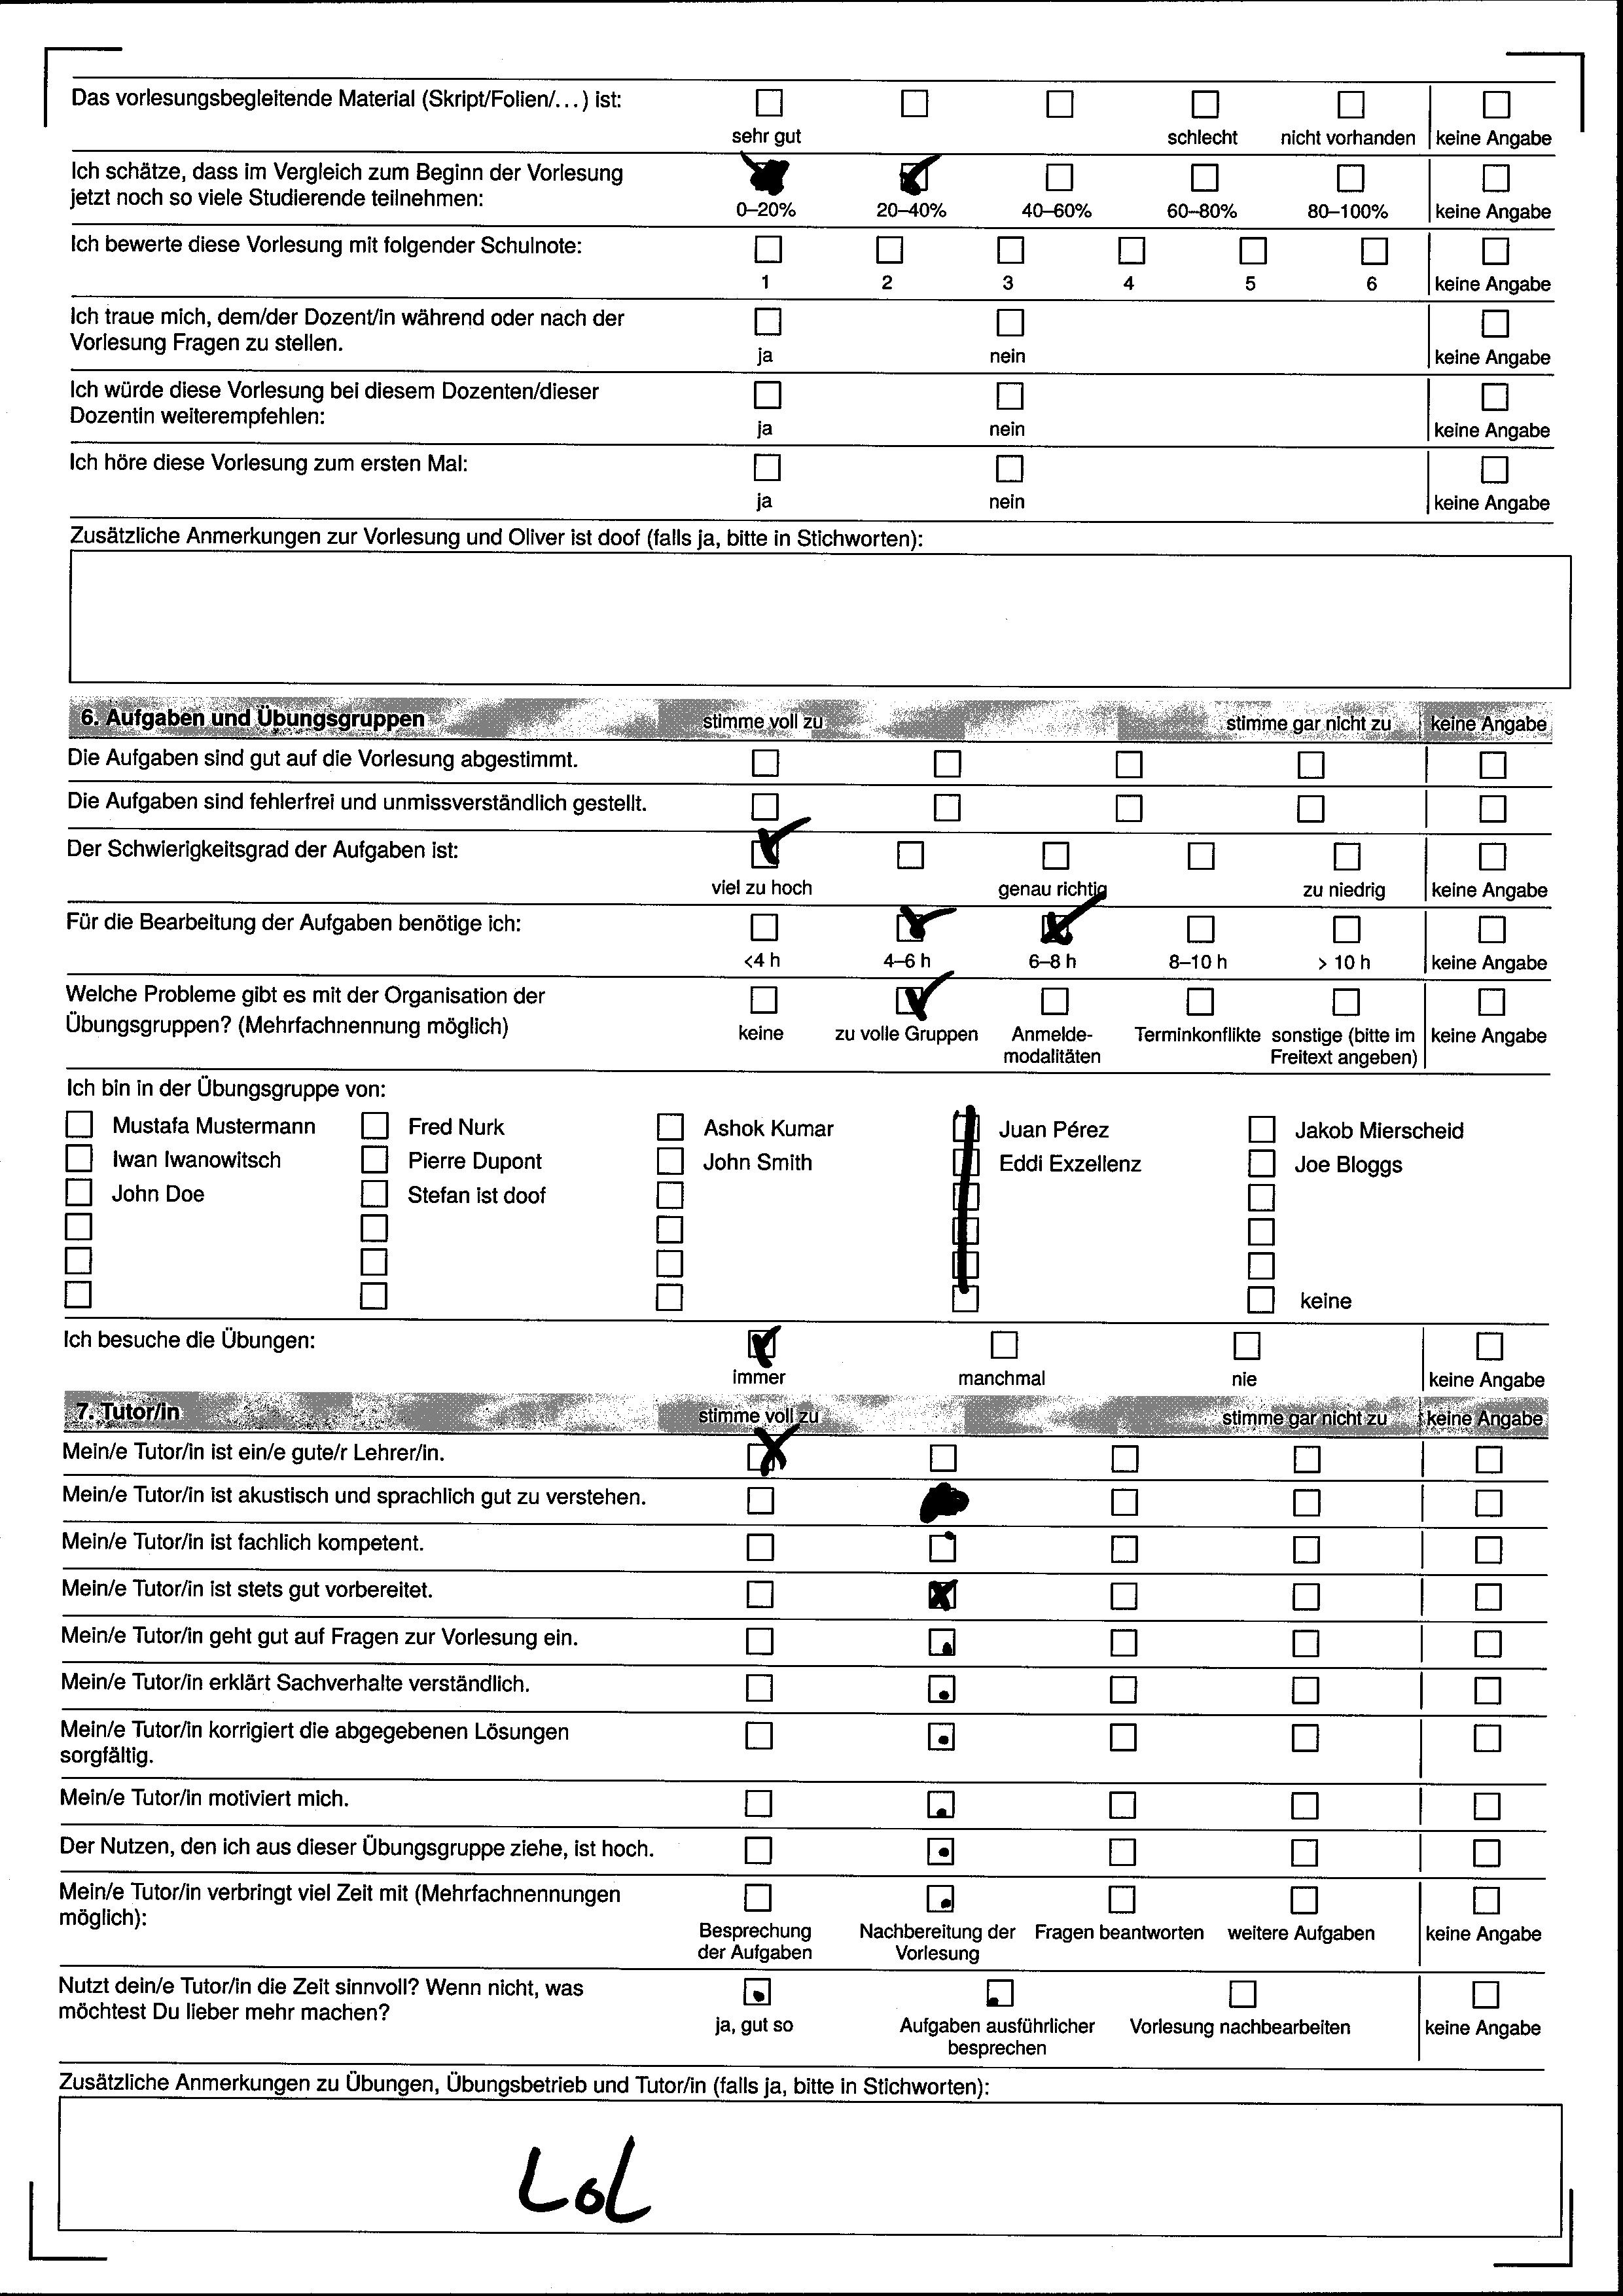 Das vorlesungsbegleitende Material (Skript/Folien/...) ist:
sehr gut schlecht nicht vorhanden keine Angabe
Ich schätze, dass im Vergleich zum Beginn der Vorlesung
jetzt noch so viele Studierende teilnehmen:
0–20% 20–40% 40–60% 60–80% 80–100% keine Angabe
Ich bewerte diese Vorlesung mit folgender Schulnote:
1 2 3 4 5 6 keine Angabe
Ich traue mich, dem/der Dozent/in während oder nach der
Vorlesung Fragen zu stellen.
ja nein keine Angabe
Ich würde diese Vorlesung bei diesem Dozenten/dieser
Dozentin weiterempfehlen:
ja nein keine Angabe
Ich höre diese Vorlesung zum ersten Mal:
ja nein keine Angabe
Zusätzliche Anmerkungen zur Vorlesung und Oliver ist doof (falls ja, bitte in Stichworten):
6. Aufgaben und Übungsgruppen stimme voll zu stimme gar nicht zu keine Angabe
Die Aufgaben sind gut auf die Vorlesung abgestimmt.
Die Aufgaben sind fehlerfrei und unmissverständlich gestellt.
Der Schwierigkeitsgrad der Aufgaben ist:
viel zu hoch genau richtig zu niedrig keine Angabe
Für die Bearbeitung der Aufgaben benötige ich:
<4 h 4–6 h 6–8 h 8–10 h > 10 h keine Angabe
Welche Probleme gibt es mit der Organisation der
Übungsgruppen? (Mehrfachnennung möglich)
keine zu volle Gruppen Anmelde- Terminkonflikte sonstige (bitte im keine Angabe
modalitäten Freitext angeben)
Ich bin in der Übungsgruppe von:
Mustafa Mustermann Fred Nurk Ashok Kumar Juan Pérez Jakob Mierscheid
Iwan Iwanowitsch Pierre Dupont John Smith Eddi Exzellenz Joe Bloggs
John Doe Stefan ist doof
keine
Ich besuche die Übungen:
immer manchmal nie keine Angabe
7. Tutor/in stimme voll zu stimme gar nicht zu keine Angabe
Mein/e Tutor/in ist ein/e gute/r Lehrer/in.
Mein/e Tutor/in ist akustisch und sprachlich gut zu verstehen.
Mein/e Tutor/in ist fachlich kompetent.
Mein/e Tutor/in ist stets gut vorbereitet.
Mein/e Tutor/in geht gut auf Fragen zur Vorlesung ein.
Mein/e Tutor/in erklärt Sachverhalte verständlich.
Mein/e Tutor/in korrigiert die abgegebenen Lösungen
sorgfältig.
Mein/e Tutor/in motiviert mich.
Der Nutzen, den ich aus dieser Übungsgruppe ziehe, ist hoch.
Mein/e Tutor/in verbringt viel Zeit mit (Mehrfachnennungen
möglich):
Besprechung Nachbereitung der Fragen beantworten weitere Aufgaben keine Angabe
der Aufgaben Vorlesung
Nutzt dein/e Tutor/in die Zeit sinnvoll? Wenn nicht, was
möchtest Du lieber mehr machen?
ja, gut so Aufgaben ausführlicher Vorlesung nachbearbeiten keine Angabe
besprechen
Zusätzliche Anmerkungen zu Übungen, Übungsbetrieb und Tutor/in (falls ja, bitte in Stichworten):
LoL